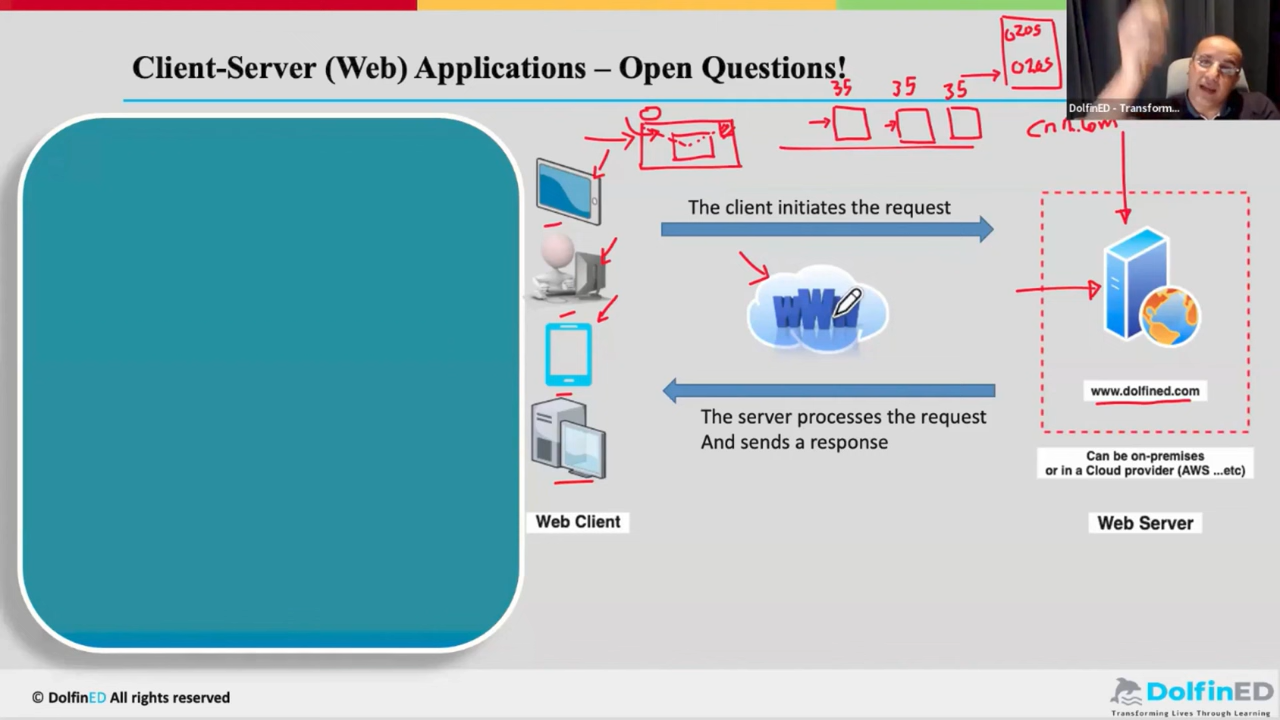 Client-Server (Web) Applications – Open Questions!
35 35 35
DolfinED - Transform...
The client initiates the request
www
www.dolfined.com
The server processes the request
And sends a response
Can be on-premises
or in a Cloud provider (AWS ...etc)
Web Client
Web Server
© DolfinED All rights reserved
DolfinED
Transforming Lives Through Learning